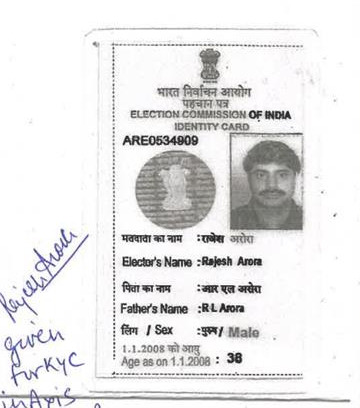 भारत निर्वाचन आयोग
पहचान पत्र
ELECTION COMMISSION OF INDIA
IDENTITY CARD
ARE0534909
मतदाता का नाम : राजेश अरोरा
Elector's Name : Rajesh Arora
पिता का नाम : आर एल अरोरा
Father's Name : R L Arora
लिंग / Sex : पुरुष / Male
1.1.2008 को आयु
Age as on 1.1.2008 : 38
Rajesh Arora
given
for KYC
in Axis